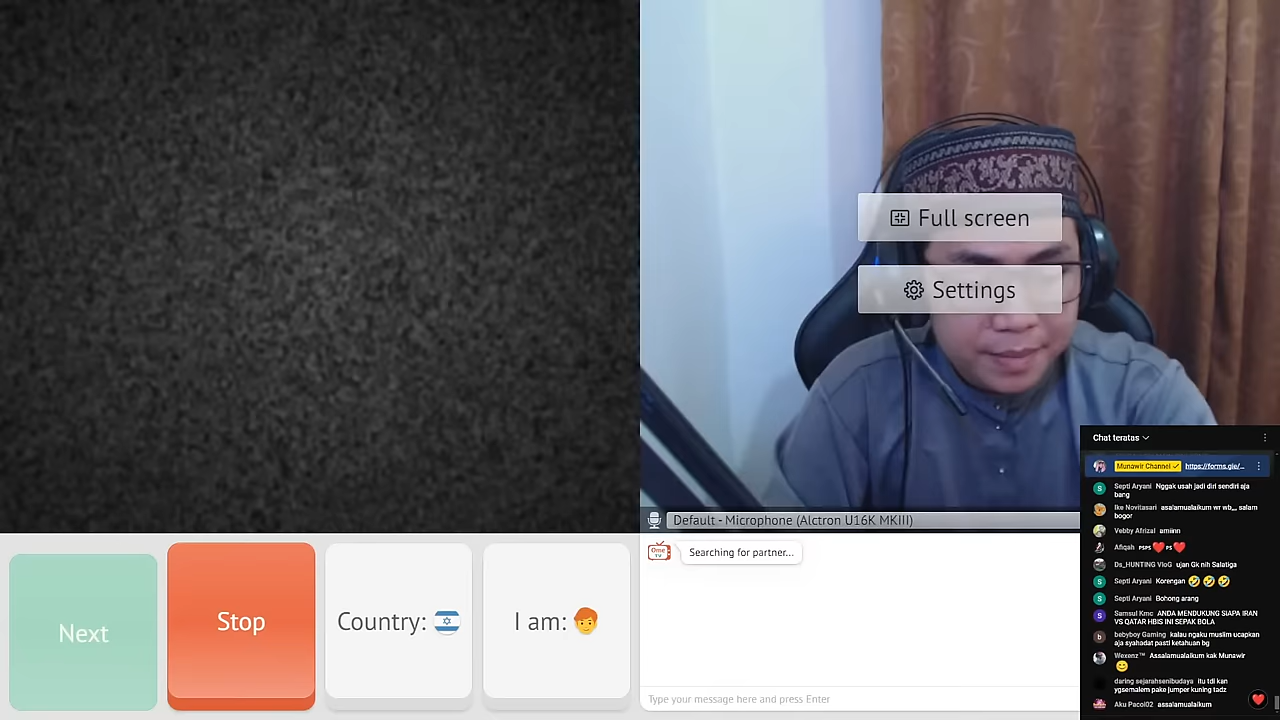 Full screen
Settings
Default - Microphone (Alctron U16K MKIII)
Ome
TV
Searching for partner...
Next
Stop
Country:
I am:
Type your message here and press Enter
Chat teratas
Munawir Channel https://forms.gle/...
Septi Aryani Nggak usah jadi diri sendiri aja
bang
Ike Novitasari asalamualaikum wr wb,,, salam
bogor
Vebby Afrizal amiinn
Afiqah PSPS ❤️ PS ❤️
Ds_HUNTING VloG ujan Gk nih Salatiga
Septi Aryani Korengan 🤣 🤣 🤣
Septi Aryani Bohong arang
Samsul Kmc ANDA MENDUKUNG SIAPA IRAN
VS QATAR HBIS INI SEPAK BOLA
bebyboy Gaming kalau ngaku muslim ucapkan
aja syahadat pasti ketahuan bg
Wexenz™ Assalamualaikum kak Munawir
😊
daring sejarahsenibudaya itu tdi kan
ygsemalem pake jumper kuning tadz
Aku Pacol02 assalamualaikum